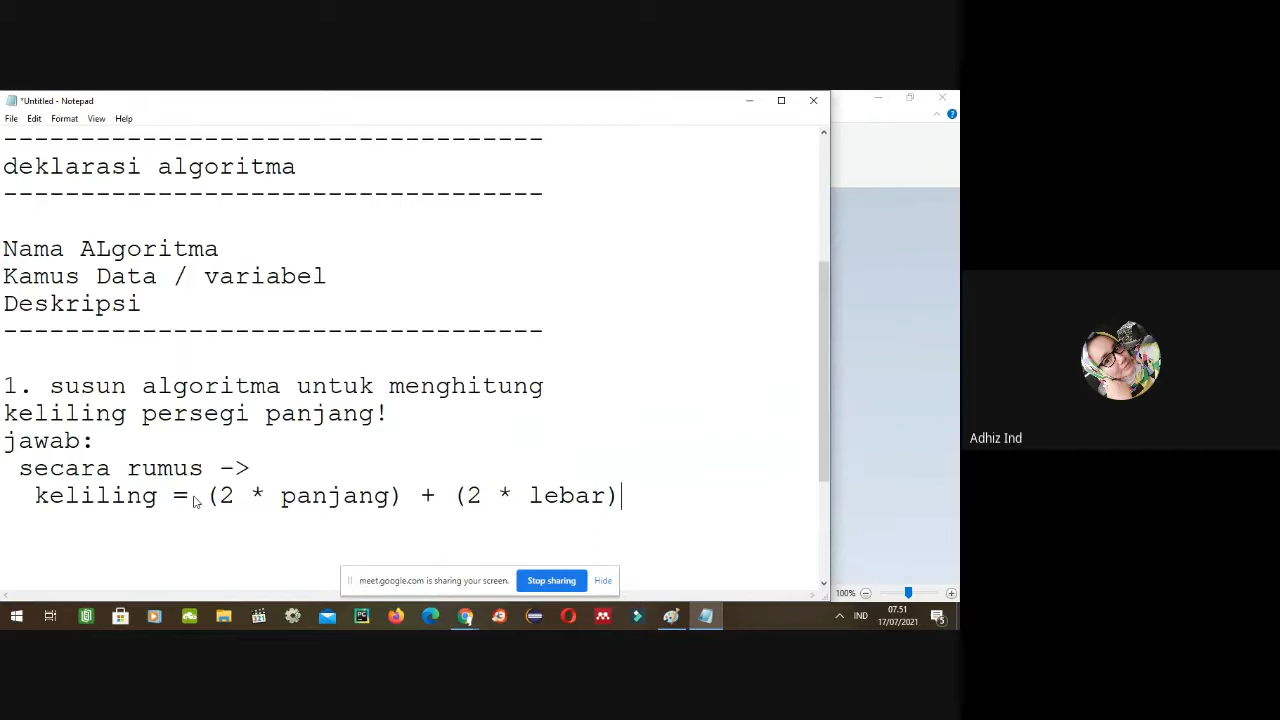 *Untitled - Notepad
File Edit Format View Help
----------------------------------
deklarasi algoritma
----------------------------------
Nama ALgoritma
Kamus Data / variabel
Deskripsi
----------------------------------
1. susun algoritma untuk menghitung
keliling persegi panjang!
jawab:
secara rumus ->
keliling = (2 * panjang) + (2 * lebar)
Adhiz Ind
meet.google.com is sharing your screen. Stop sharing Hide
100%
IND
07.51
17/07/2021